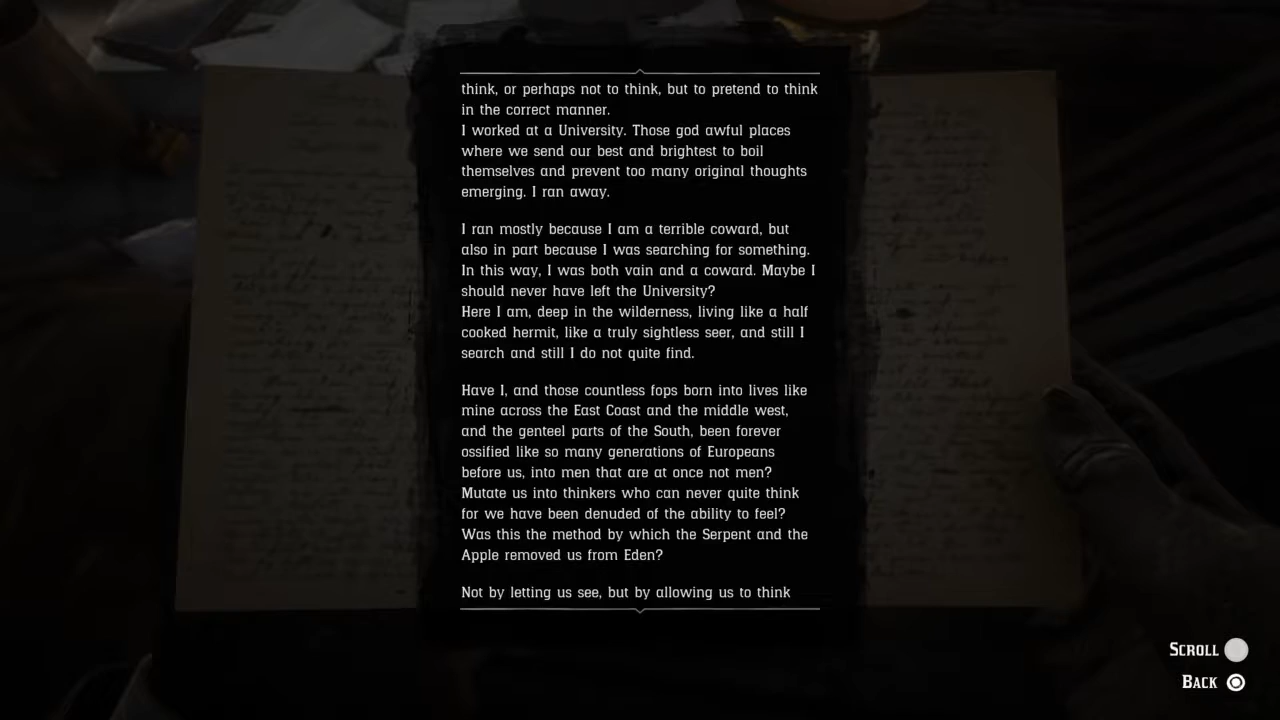 think, or perhaps not to think, but to pretend to think
in the correct manner.
I worked at a University. Those god awful places
where we send our best and brightest to boil
themselves and prevent too many original thoughts
emerging. I ran away.
I ran mostly because I am a terrible coward, but
also in part because I was searching for something.
In this way, I was both vain and a coward. Maybe I
should never have left the University?
Here I am, deep in the wilderness, living like a half
cooked hermit, like a truly sightless seer, and still I
search and still I do not quite find.
Have I, and those countless fops born into lives like
mine across the East Coast and the middle west,
and the genteel parts of the South, been forever
ossified like so many generations of Europeans
before us, into men that are at once not men?
Mutate us into thinkers who can never quite think
for we have been denuded of the ability to feel?
Was this the method by which the Serpent and the
Apple removed us from Eden?
Not by letting us see, but by allowing us to think
SCROLL
BACK